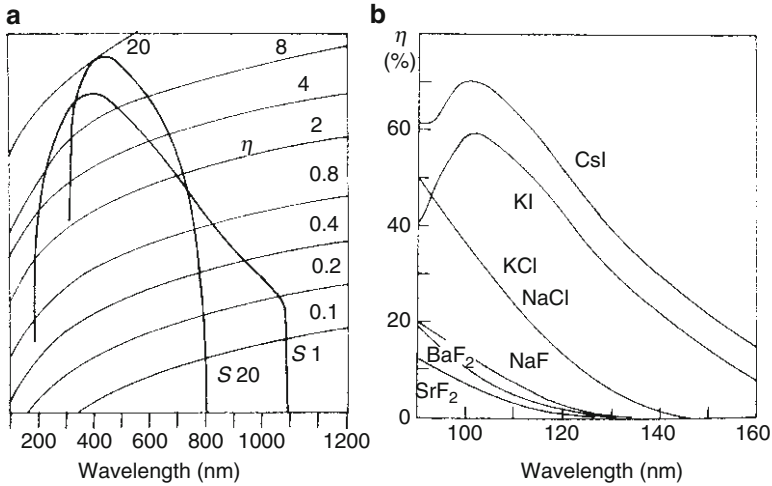 a
20
8
4
2
η
0.8
0.4
0.2
0.1
S 20
S 1
200 400 600 800 1000 1200
Wavelength (nm)
b
η
(%)
60
40
20
0
CsI
KI
KCl
NaCl
NaF
BaF2
SrF2
100 120 140 160
Wavelength (nm)